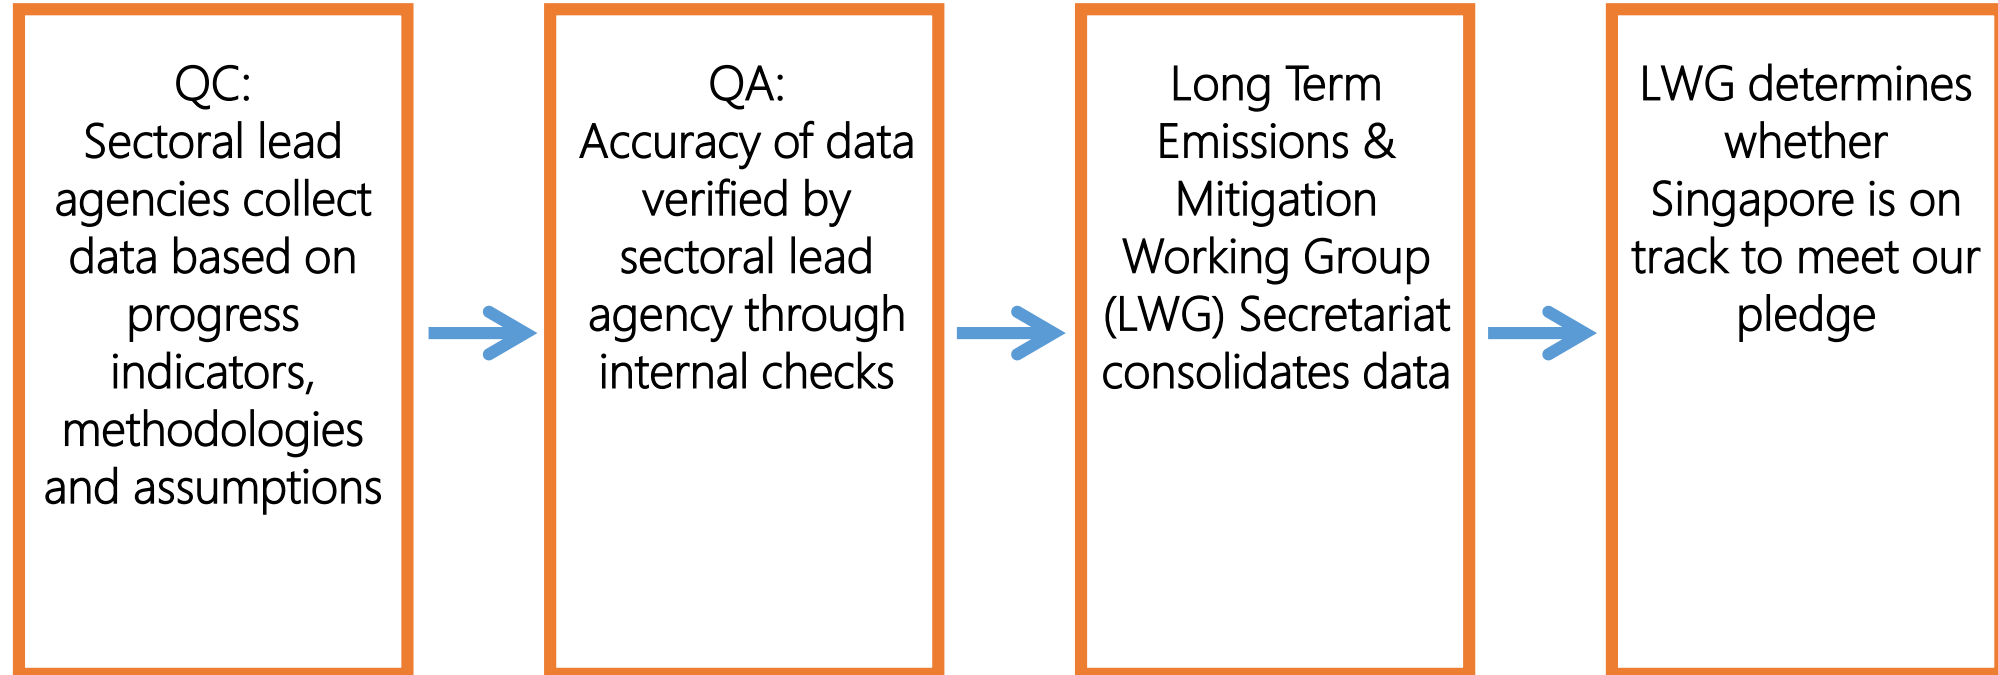 QC:
Sectoral lead
agencies collect
data based on
progress
indicators,
methodologies
and assumptions
QA:
Accuracy of data
verified by
sectoral lead
agency through
internal checks
Long Term
Emissions &
Mitigation
Working Group
(LWG) Secretariat
consolidates data
LWG determines
whether
Singapore is on
track to meet our
pledge